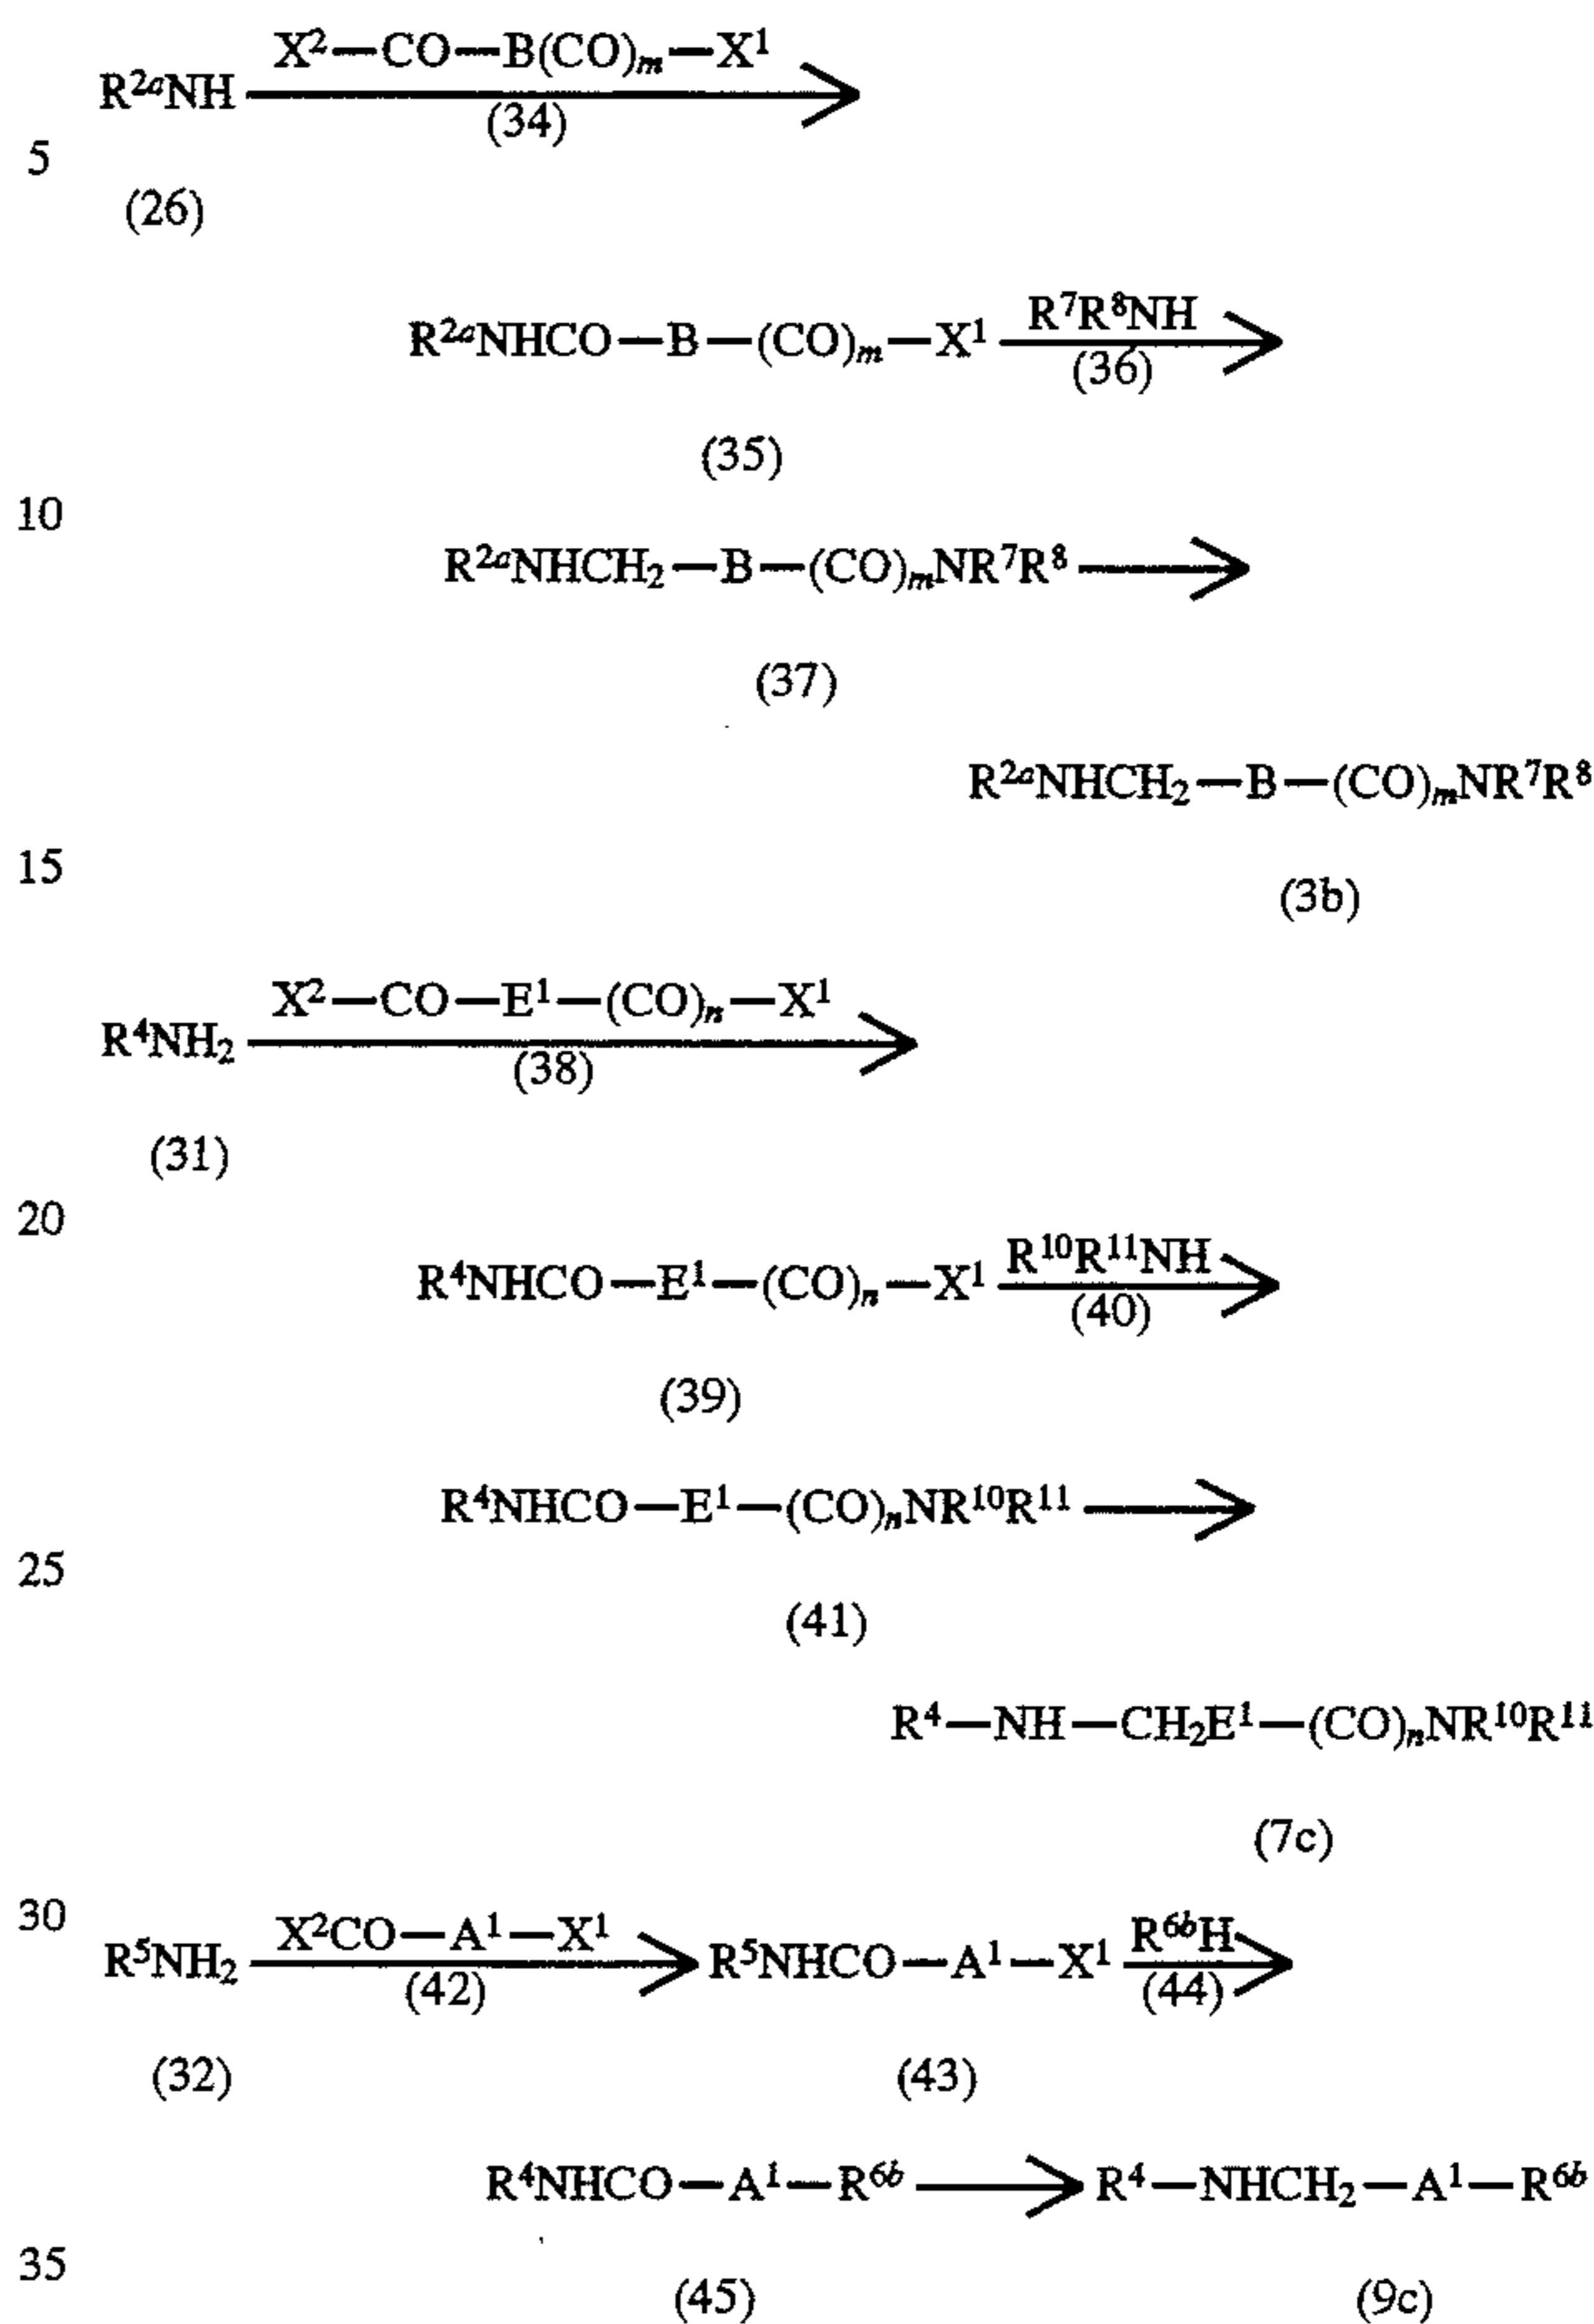 X²—CO—B(CO)ₘ—X¹
R²ᵃNH
(34)
5
(26)
R²ᵃNHCO—B—(CO)ₘ—X¹ R⁷R⁸NH
(36)
(35)
10
R²ᵃNHCH₂—B—(CO)ₘNR⁷R⁸
(37)
R²ᵃNHCH₂—B—(CO)ₘNR⁷R⁸
15
(3b)
X²—CO—E¹—(CO)ₙ—X¹
R⁴NH₂
(38)
(31)
20
R⁴NHCO—E¹—(CO)ₙ—X¹ R¹⁰R¹¹NH
(40)
(39)
R⁴NHCO—E¹—(CO)ₙNR¹⁰R¹¹
25
(41)
R⁴—NH—CH₂E¹—(CO)ₙNR¹⁰R¹¹
(7c)
30
R⁵NH₂ X²CO—A¹—X¹ R⁵NHCO—A¹—X¹ R⁶ᵇH
(42) (44)
(32) (43)
R⁴NHCO—A¹—R⁶ᵇ R⁴—NHCH₂—A¹—R⁶ᵇ
35
(45) (9c)